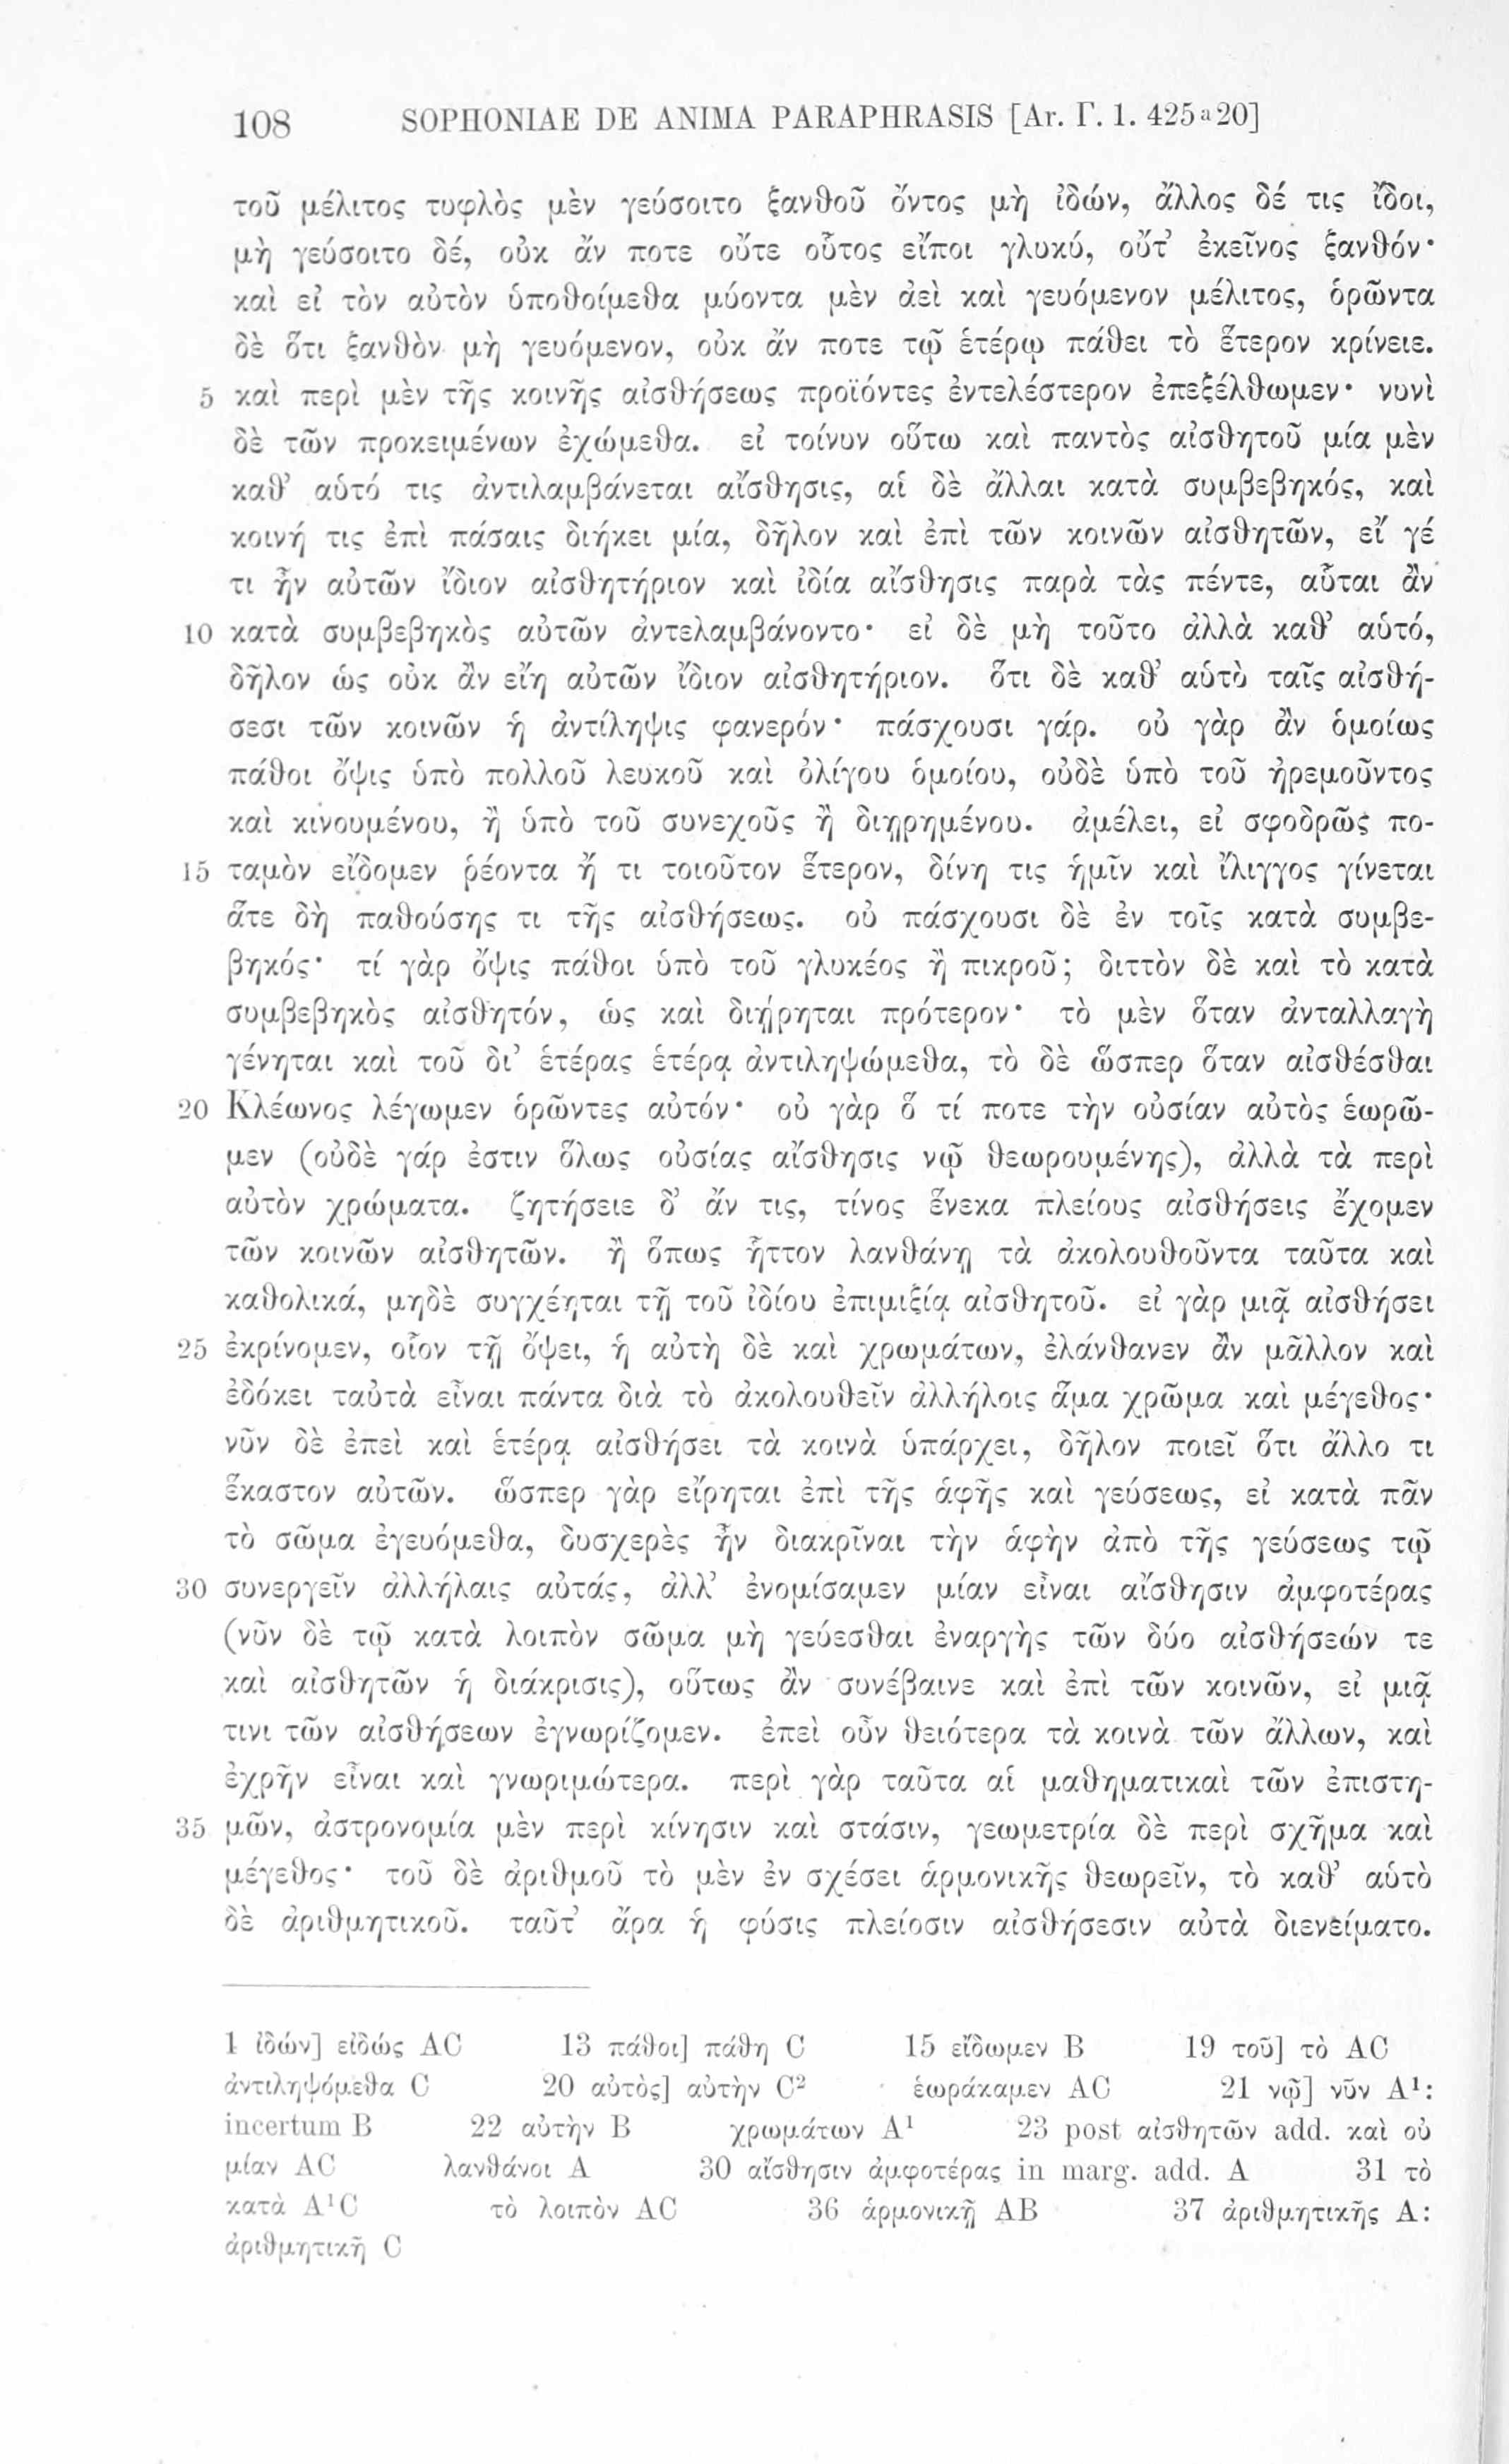 108 SOPHONIAE DE ANIMA PARAPHRASIS [Ar. Γ. 1. 425a20]
τοῦ μέλιτος τυφλὸς μὲν γεύσοιτο ξανθοῦ ὄντος μὴ ἰδών, ἄλλος δέ τις ἴδοι,
μὴ γεύσοιτο δέ, οὐκ ἄν ποτε οὔτε οὗτος εἴποι γλυκύ, οὔτ’ ἐκεῖνος ξανθόν·
καὶ εἰ τὸν αὐτὸν ὑποθοίμεθα μύοντα μὲν ἀεὶ καὶ γευόμενον μέλιτος, ὁρῶντα
δὲ ὅτι ξανθὸν μὴ γευόμενον, οὐκ ἄν ποτε τῷ ἑτέρῳ πάθει τὸ ἕτερον κρίνειε.
5 καὶ περὶ μὲν τῆς κοινῆς αἰσθήσεως προϊόντες ἐντελέστερον ἐπεξέλθωμεν· νυνὶ
δὲ τῶν προκειμένων ἐχώμεθα. εἰ τοίνυν οὕτω καὶ παντὸς αἰσθητοῦ μία μὲν
καθ’ αὑτό τις ἀντιλαμβάνεται αἴσθησις, αἱ δὲ ἄλλαι κατὰ συμβεβηκός, καὶ
κοινή τις ἐπὶ πάσαις διήκει μία, δῆλον καὶ ἐπὶ τῶν κοινῶν αἰσθητῶν, εἴ γέ
τι ἦν αὐτῶν ἴδιον αἰσθητήριον καὶ ἰδία αἴσθησις παρὰ τὰς πέντε, αὗται ἂν
10 κατὰ συμβεβηκὸς αὐτῶν ἀντελαμβάνοντο· εἰ δὲ μὴ τοῦτο ἀλλὰ καθ’ αὑτό,
δῆλον ὡς οὐκ ἂν εἴη αὐτῶν ἴδιον αἰσθητήριον. ὅτι δὲ καθ’ αὑτὸ ταῖς αἰσθή-
σεσι τῶν κοινῶν ἡ ἀντίληψις φανερόν· πάσχουσι γάρ. οὐ γὰρ ἂν ὁμοίως
πάθοι ὄψις ὑπὸ πολλοῦ λευκοῦ καὶ ὀλίγου ὁμοίου, οὐδὲ ὑπὸ τοῦ ἠρεμοῦντος
καὶ κινουμένου, ἢ ὑπὸ τοῦ συνεχοῦς ἢ διῃρημένου. ἀμέλει, εἰ σφοδρῶς πο-
15 ταμὸν εἴδομεν ῥέοντα ἤ τι τοιοῦτον ἕτερον, δίνη τις ἡμῖν καὶ ἴλιγγος γίνεται
ἅτε δὴ παθούσης τι τῆς αἰσθήσεως. οὐ πάσχουσι δὲ ἐν τοῖς κατὰ συμβε-
βηκός· τί γὰρ ὄψις πάθοι ὑπὸ τοῦ γλυκέος ἢ πικροῦ; διττὸν δὲ καὶ τὸ κατὰ
συμβεβηκὸς αἰσθητόν, ὡς καὶ διῄρηται πρότερον· τὸ μὲν ὅταν ἀνταλλαγὴ
γένηται καὶ τοῦ δι’ ἑτέρας ἑτέρᾳ ἀντιληψώμεθα, τὸ δὲ ὥσπερ ὅταν αἰσθέσθαι
20 Κλέωνος λέγωμεν ὁρῶντες αὐτόν· οὐ γὰρ ὅ τί ποτε τὴν οὐσίαν αὐτὸς ἑωρῶ-
μεν (οὐδὲ γάρ ἐστιν ὅλως οὐσίας αἴσθησις νῷ θεωρουμένης), ἀλλὰ τὰ περὶ
αὐτὸν χρώματα. ζητήσειε δ’ ἄν τις, τίνος ἕνεκα πλείους αἰσθήσεις ἔχομεν
τῶν κοινῶν αἰσθητῶν. ἢ ὅπως ἧττον λανθάνῃ τὰ ἀκολουθοῦντα ταῦτα καὶ
καθολικά, μηδὲ συγχέηται τῇ τοῦ ἰδίου ἐπιμιξίᾳ αἰσθητοῦ. εἰ γὰρ μιᾷ αἰσθήσει
25 ἐκρίνομεν, οἷον τῇ ὄψει, ἡ αὐτὴ δὲ καὶ χρωμάτων, ἐλάνθανεν ἂν μᾶλλον καὶ
ἐδόκει ταὐτὰ εἶναι πάντα διὰ τὸ ἀκολουθεῖν ἀλλήλοις ἅμα χρῶμα καὶ μέγεθος·
νῦν δὲ ἐπεὶ καὶ ἑτέρᾳ αἰσθήσει τὰ κοινὰ ὑπάρχει, δῆλον ποιεῖ ὅτι ἄλλο τι
ἕκαστον αὐτῶν. ὥσπερ γὰρ εἴρηται ἐπὶ τῆς ἁφῆς καὶ γεύσεως, εἰ κατὰ πᾶν
τὸ σῶμα ἐγευόμεθα, δυσχερὲς ἦν διακρῖναι τὴν ἁφὴν ἀπὸ τῆς γεύσεως τῷ
30 συνεργεῖν ἀλλήλαις αὐτάς, ἀλλ’ ἐνομίσαμεν μίαν εἶναι αἴσθησιν ἀμφοτέρας
(νῦν δὲ τῷ κατὰ λοιπὸν σῶμα μὴ γεύεσθαι ἐναργὴς τῶν δύο αἰσθήσεών τε
καὶ αἰσθητῶν ἡ διάκρισις), οὕτως ἂν συνέβαινε καὶ ἐπὶ τῶν κοινῶν, εἰ μιᾷ
τινι τῶν αἰσθήσεων ἐγνωρίζομεν. ἐπεὶ οὖν θειότερα τὰ κοινὰ τῶν ἄλλων, καὶ
ἐχρῆν εἶναι καὶ γνωριμώτερα. περὶ γὰρ ταῦτα αἱ μαθηματικαὶ τῶν ἐπιστη-
35 μῶν, ἀστρονομία μὲν περὶ κίνησιν καὶ στάσιν, γεωμετρία δὲ περὶ σχῆμα καὶ
μέγεθος· τοῦ δὲ ἀριθμοῦ τὸ μὲν ἐν σχέσει ἁρμονικῆς θεωρεῖν, τὸ καθ’ αὑτὸ
δὲ ἀριθμητικοῦ. ταῦτ’ ἄρα ἡ φύσις πλείοσιν αἰσθήσεσιν αὐτὰ διενείματο.
1 ἰδών] εἰδώς AC 13 πάθοι] πάθη C 15 εἴδωμεν B 19 τοῦ] τὸ AC
ἀντιληψόμεθα C 20 αὐτὸς] αὐτὴν C² ἑωράκαμεν AC 21 νῷ] νῦν A¹:
incertum B 22 αὐτὴν B χρωμάτων A¹ 23 post αἰσθητῶν add. καὶ οὐ
μίαν AC λανθάνοι A 30 αἴσθησιν ἀμφοτέρας in marg. add. A 31 τὸ
κατὰ A¹C τὸ λοιπὸν AC 36 ἁρμονικῇ AB 37 ἀριθμητικῆς A:
ἀριθμητικῇ C